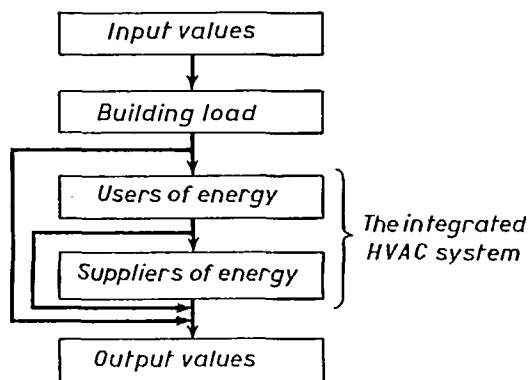 Input values
Building load
Users of energy
Suppliers of energy
Output values
The integrated
HVAC system